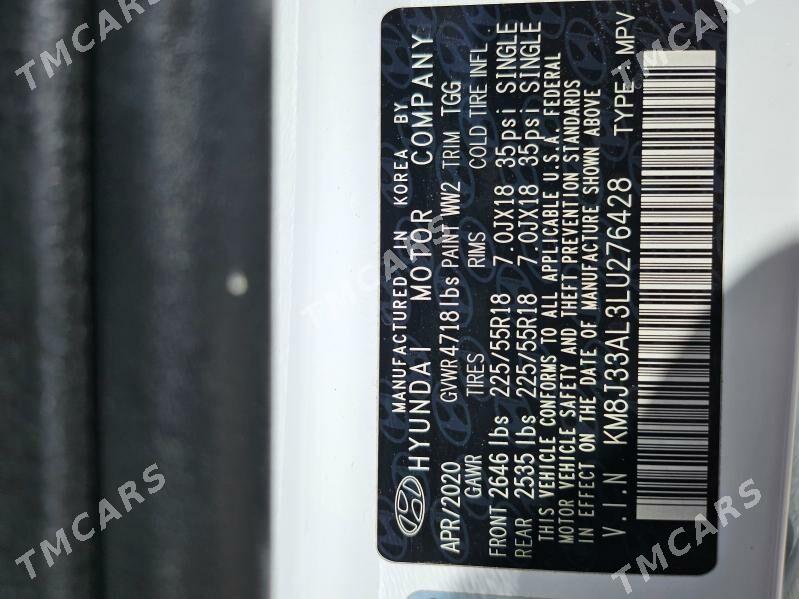 MANUFACTURED IN KOREA BY
HYUNDAI MOTOR COMPANY
APR/2020 GVWR 4718 lbs PAINT WW2 TRIM TGG
GAWR TIRES RIMS COLD TIRE INFL
FRONT 2646 lbs 225/55R18 7.0JX18 35psi SINGLE
REAR 2535 lbs 225/55R18 7.0JX18 35psi SINGLE
THIS VEHICLE CONFORMS TO ALL APPLICABLE U.S.A. FEDERAL
MOTOR VEHICLE SAFETY AND THEFT PREVENTION STANDARDS
IN EFFECT ON THE DATE OF MANUFACTURE SHOWN ABOVE
V.I.N KM8J33AL3LU276428 TYPE : MPV
TMCARS
TMCARS
TMCARS
TMCARS
TMCARS